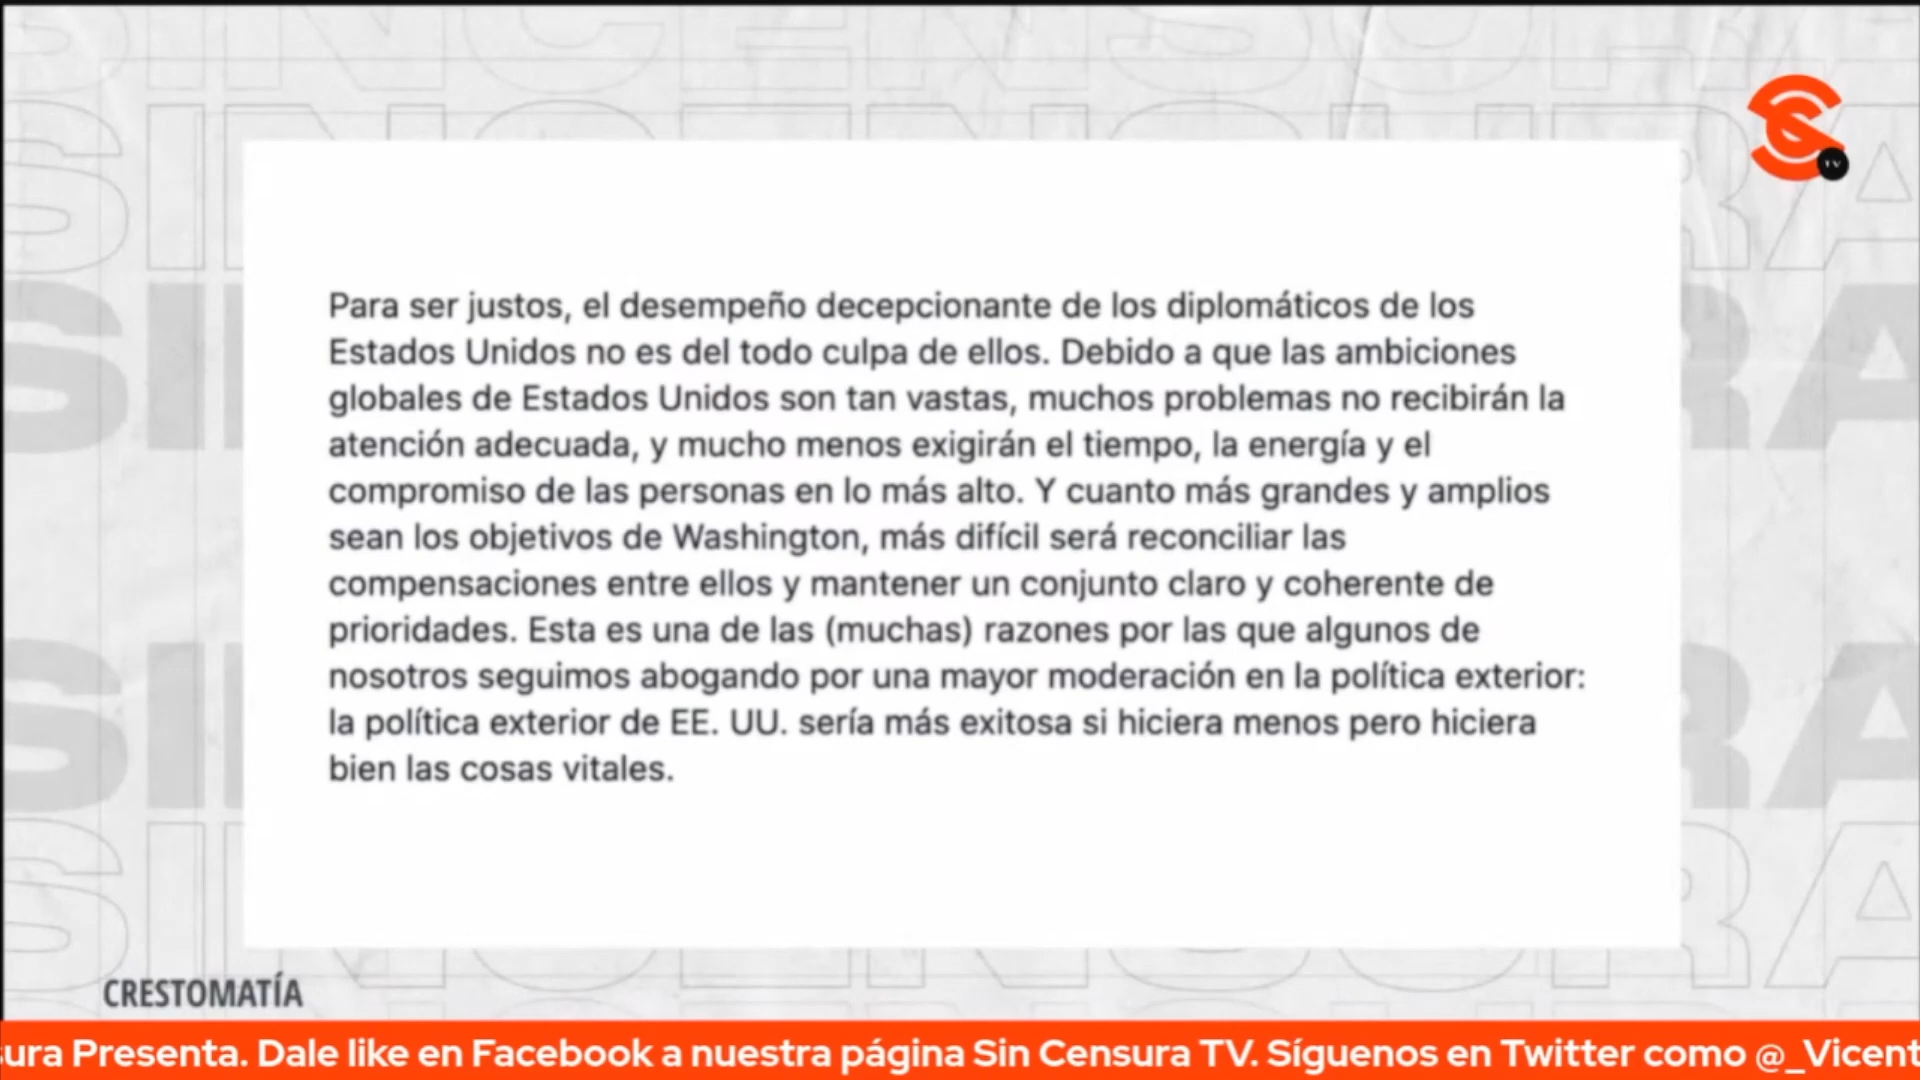 SINCENSURA
TV
Para ser justos, el desempeño decepcionante de los diplomáticos de los
Estados Unidos no es del todo culpa de ellos. Debido a que las ambiciones
globales de Estados Unidos son tan vastas, muchos problemas no recibirán la
atención adecuada, y mucho menos exigirán el tiempo, la energía y el
compromiso de las personas en lo más alto. Y cuanto más grandes y amplios
sean los objetivos de Washington, más difícil será reconciliar las
compensaciones entre ellos y mantener un conjunto claro y coherente de
prioridades. Esta es una de las (muchas) razones por las que algunos de
nosotros seguimos abogando por una mayor moderación en la política exterior:
la política exterior de EE. UU. sería más exitosa si hiciera menos pero hiciera
bien las cosas vitales.
CRESTOMATÍA
sura Presenta. Dale like en Facebook a nuestra página Sin Censura TV. Síguenos en Twitter como @_Vicent